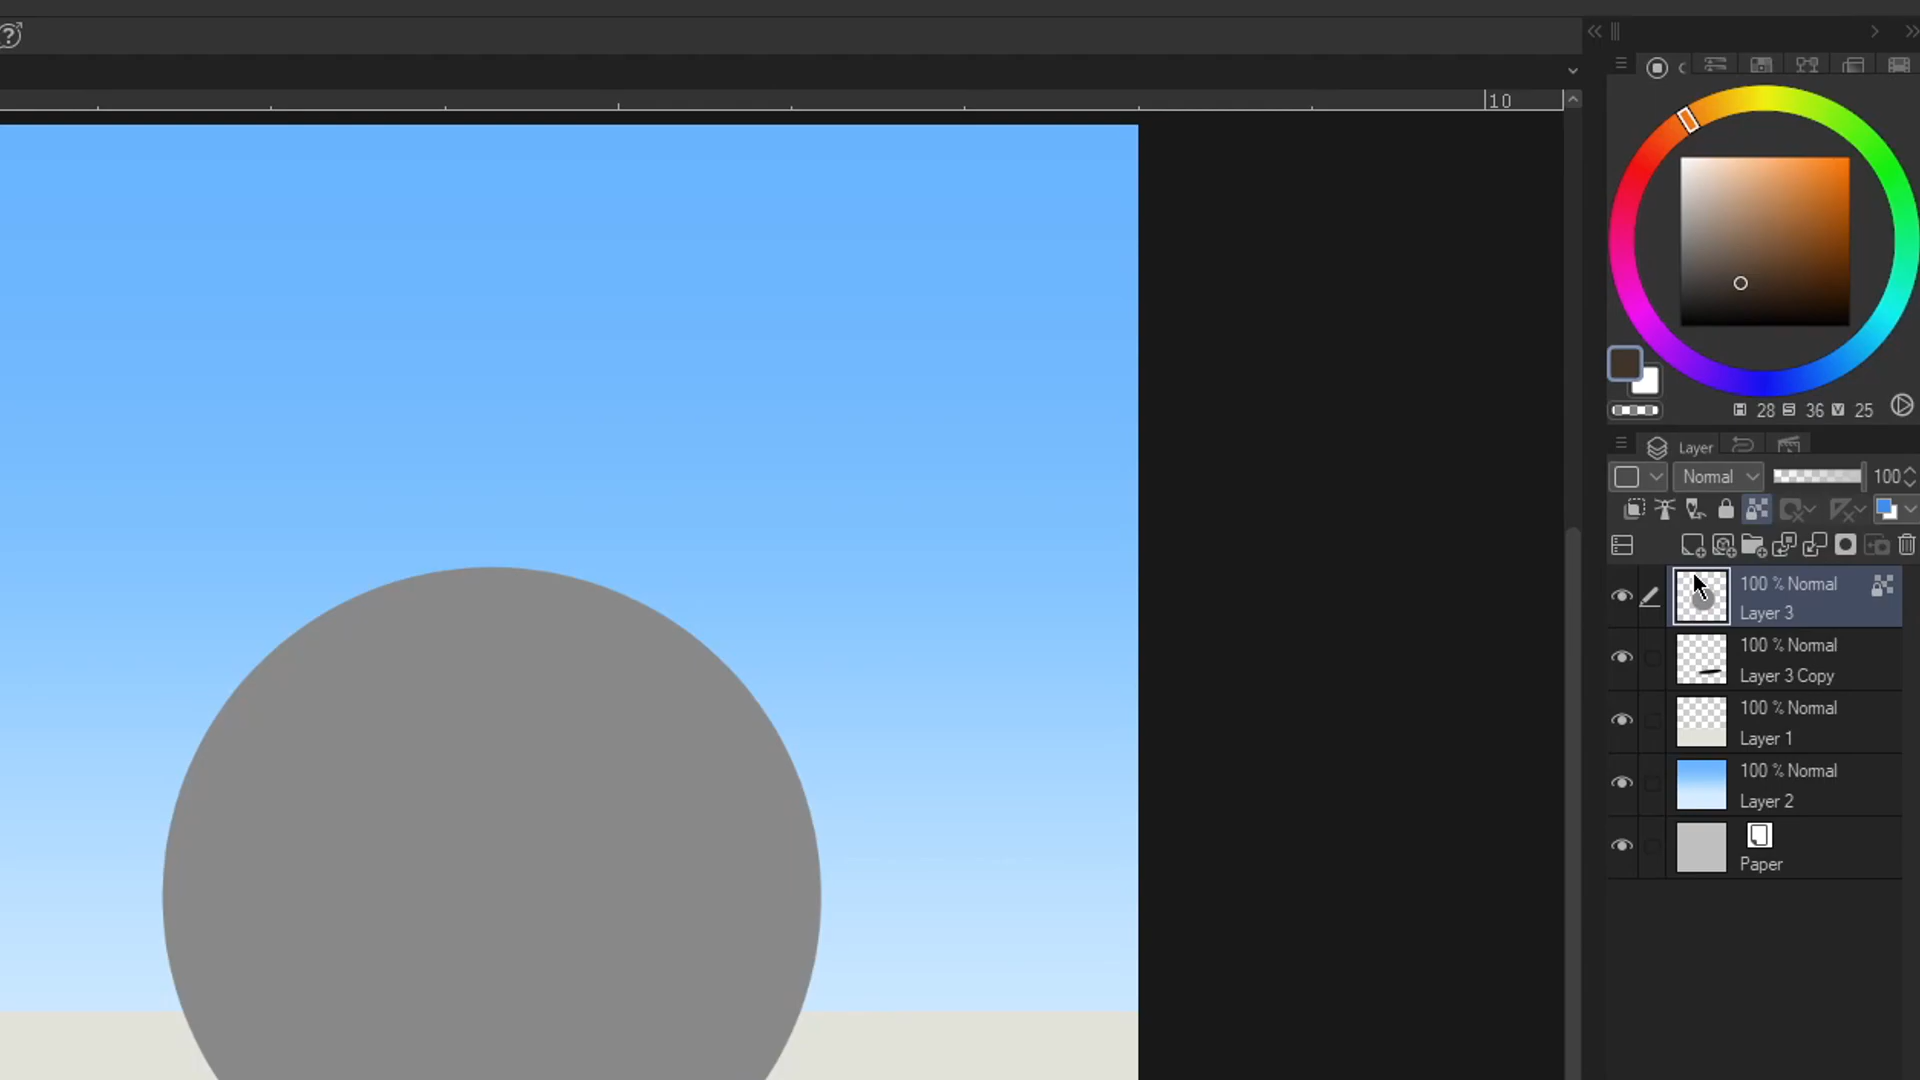 ?
10
H 28 S 36 V 25
Layer
Normal 100
100 % Normal
Layer 3
100 % Normal
Layer 3 Copy
100 % Normal
Layer 1
100 % Normal
Layer 2
Paper